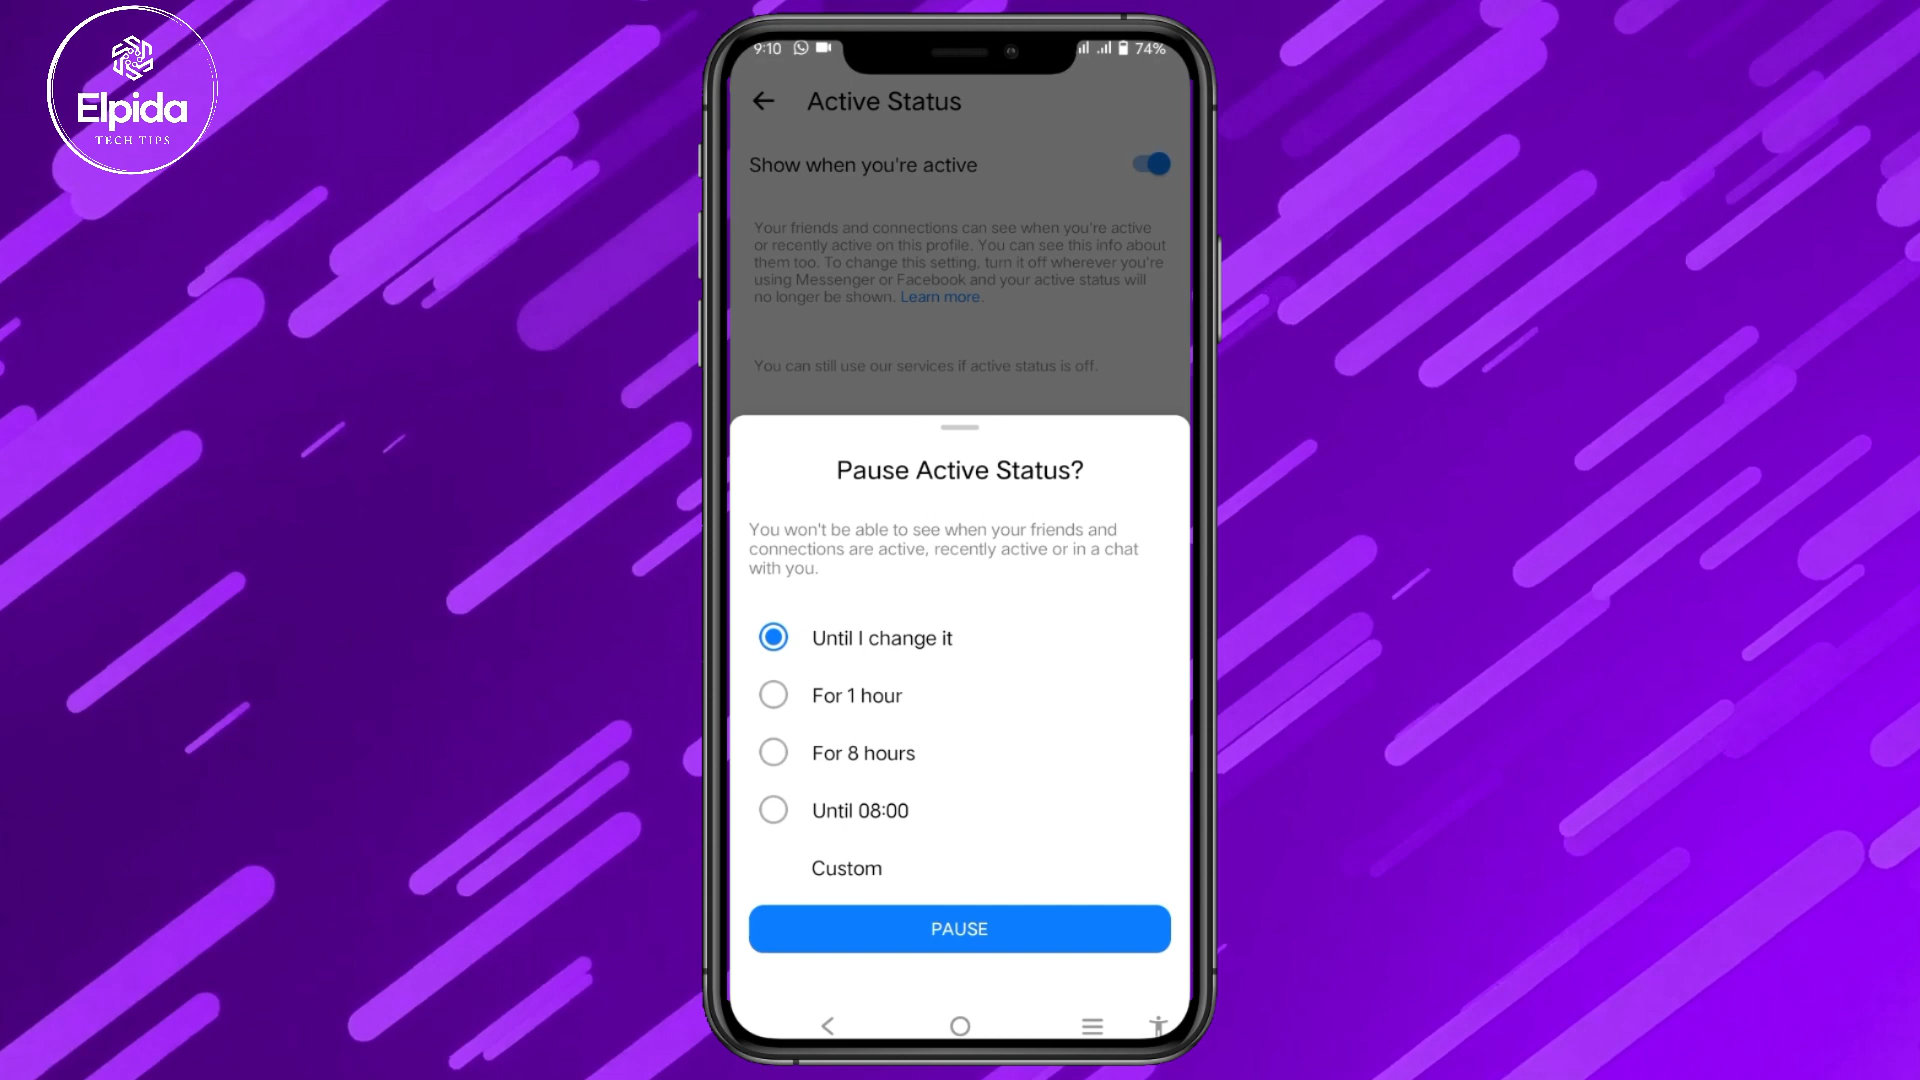 Elpida
TECH TIPS
9:10
74%
Active Status
Show when you're active
Your friends and connections can see when you're active
or recently active on this profile. You can see this info about
them too. To change this setting, turn it off wherever you're
using Messenger or Facebook and your active status will
no longer be shown. Learn more.
You can still use our services if active status is off.
Pause Active Status?
You won't be able to see when your friends and
connections are active, recently active or in a chat
with you.
Until I change it
For 1 hour
For 8 hours
Until 08:00
Custom
PAUSE